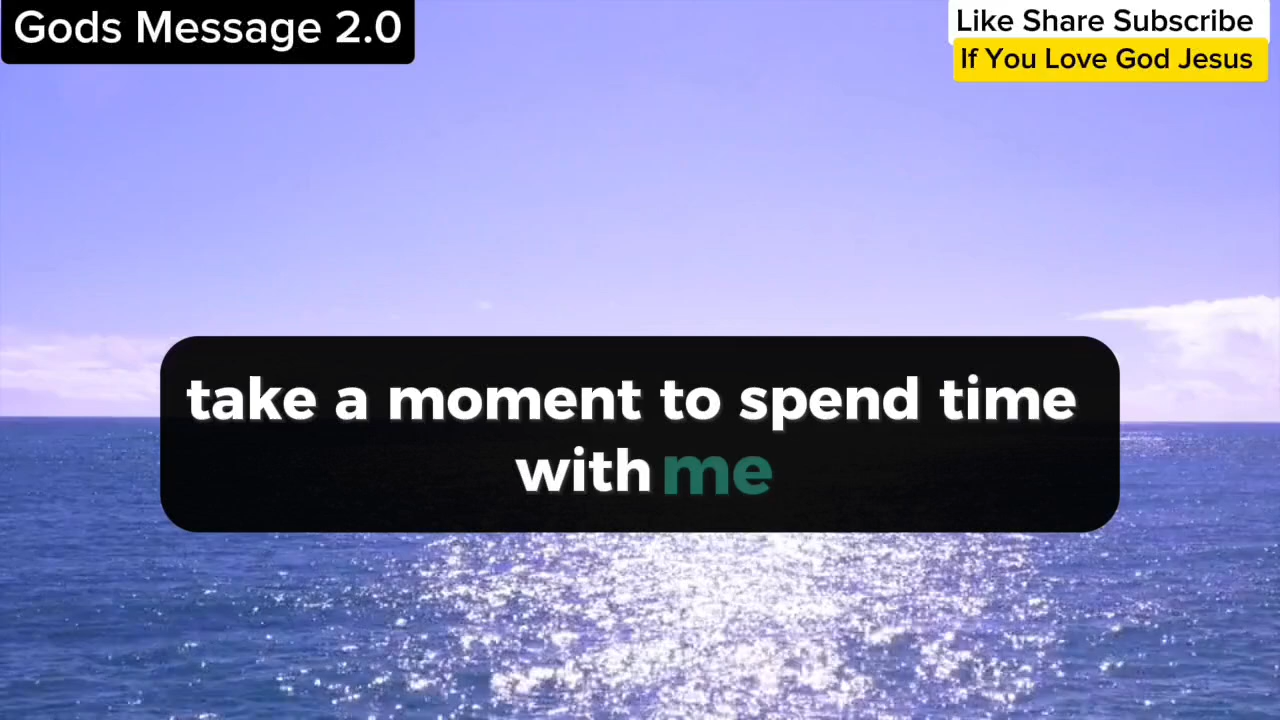 Gods Message 2.0
Like Share Subscribe
If You Love God Jesus
take a moment to spend time
with me